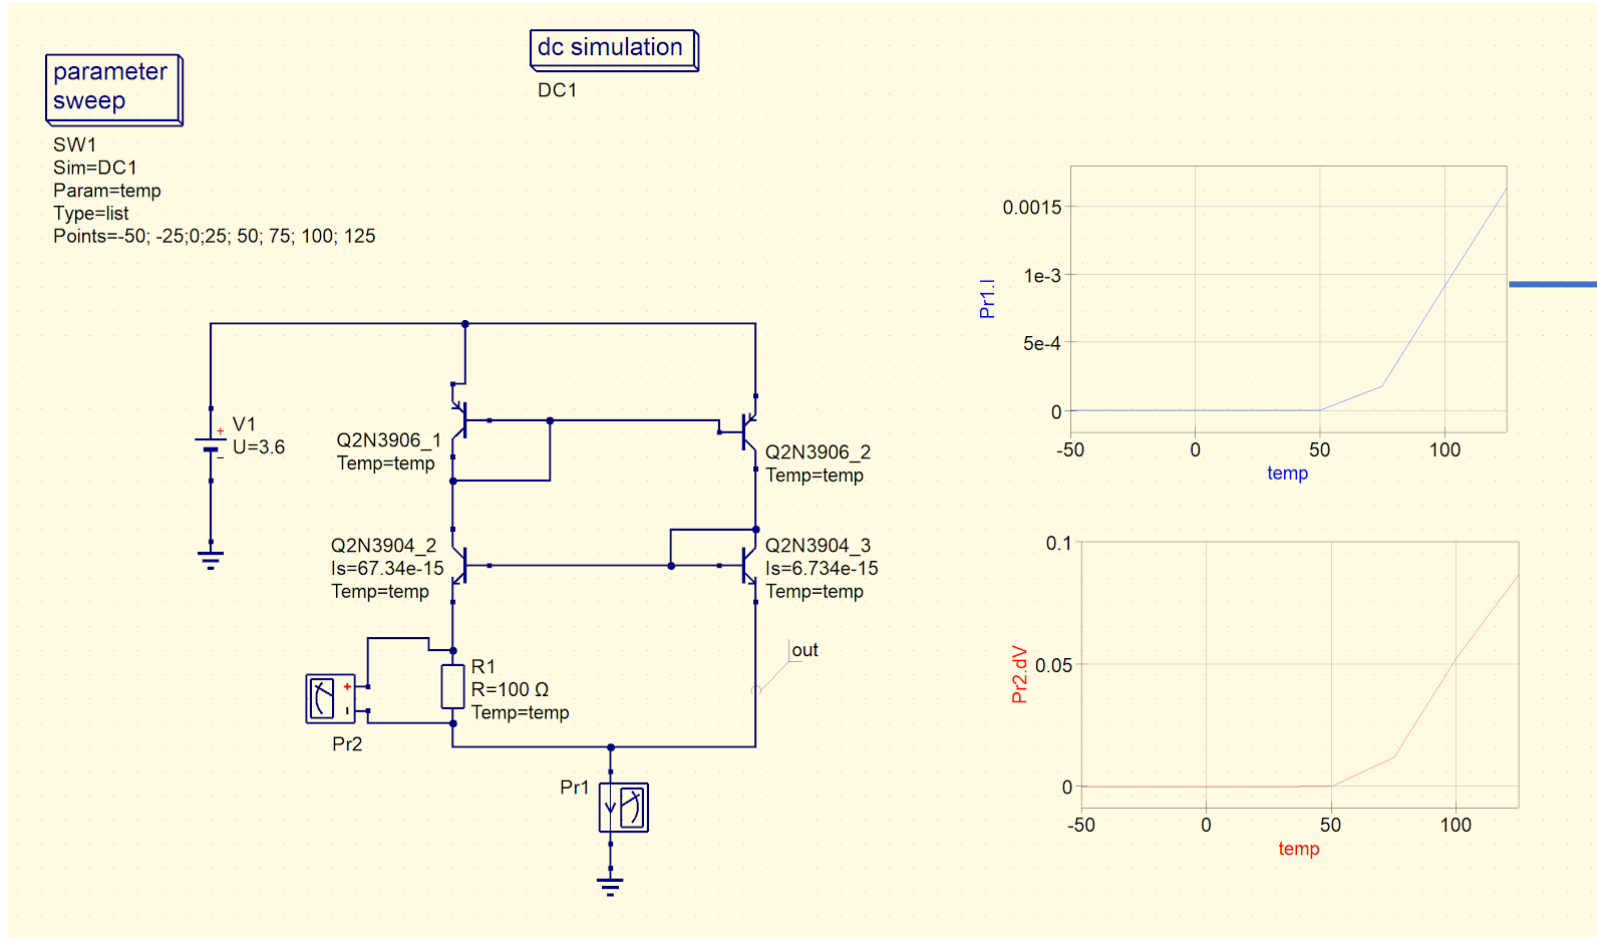 dc simulation
DC1
parameter
sweep
SW1
Sim=DC1
Param=temp
Type=list
Points=-50; -25;0;25; 50; 75; 100; 125
V1
U=3.6
+
−
Q2N3906_1
Temp=temp
Q2N3906_2
Temp=temp
Q2N3904_2
Is=67.34e-15
Temp=temp
Q2N3904_3
Is=6.734e-15
Temp=temp
out
R1
R=100 Ω
Temp=temp
+
Pr2
Pr1
0.0015
1e-3
5e-4
0
Pr1.I
-50 0 50 100
temp
0.1
0.05
0
Pr2.dV
-50 0 50 100
temp